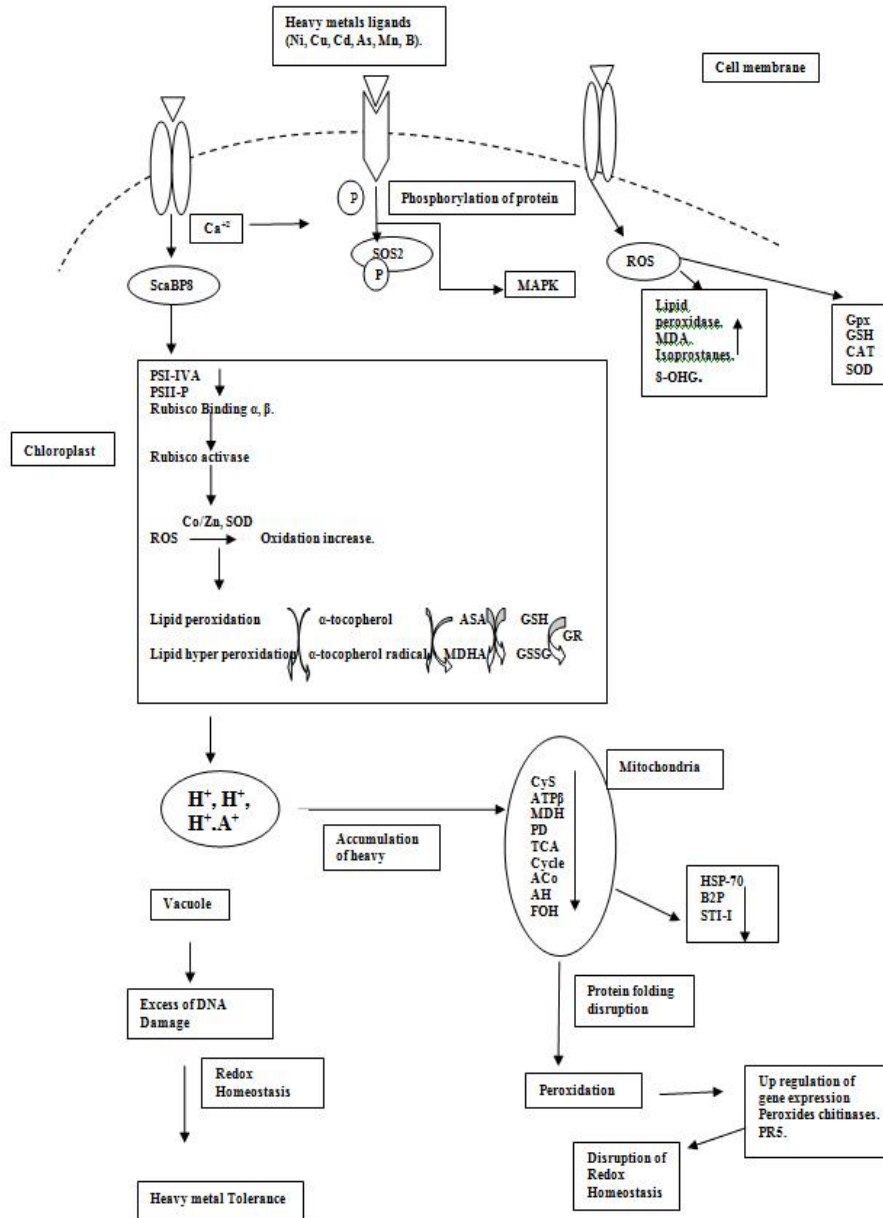 Heavy metals ligands
(Ni, Cu, Cd, As, Mn, B).
Cell membrane
Ca+2
P
Phosphorylation of protein
SOS2
P
ScaBP8
MAPK
ROS
Lipid
peroxidase.
MDA
Isoprostanes.
8-OHG.
Gpx
GSH
CAT
SOD
Chloroplast
PSI-IVA
PSII-P
Rubisco Binding α, β.
Rubisco activase
Co/Zn, SOD
ROS Oxidation increase.
Lipid peroxidation α-tocopherol ASA GSH
GR
Lipid hyper peroxidation α-tocopherol radical MDHA GSSG
H+, H+,
H+.A+
Accumulation
of heavy
Mitochondria
CyS
ATPβ
MDH
PD
TCA
Cycle
ACo
AH
FOH
HSP-70
B2P
STI-I
Vacuole
Protein folding
disruption
Excess of DNA
Damage
Redox
Homeostasis
Peroxidation
Up regulation of
gene expression
Peroxides chitinases.
PR5.
Disruption of
Redox
Homeostasis
Heavy metal Tolerance